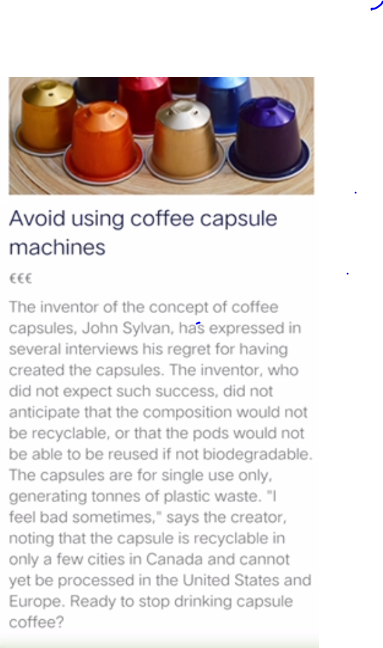 Avoid using coffee capsule
machines
€€€
The inventor of the concept of coffee
capsules, John Sylvan, has expressed in
several interviews his regret for having
created the capsules. The inventor, who
did not expect such success, did not
anticipate that the composition would not
be recyclable, or that the pods would not
be able to be reused if not biodegradable.
The capsules are for single use only,
generating tonnes of plastic waste. "I
feel bad sometimes," says the creator,
noting that the capsule is recyclable in
only a few cities in Canada and cannot
yet be processed in the United States and
Europe. Ready to stop drinking capsule
coffee?